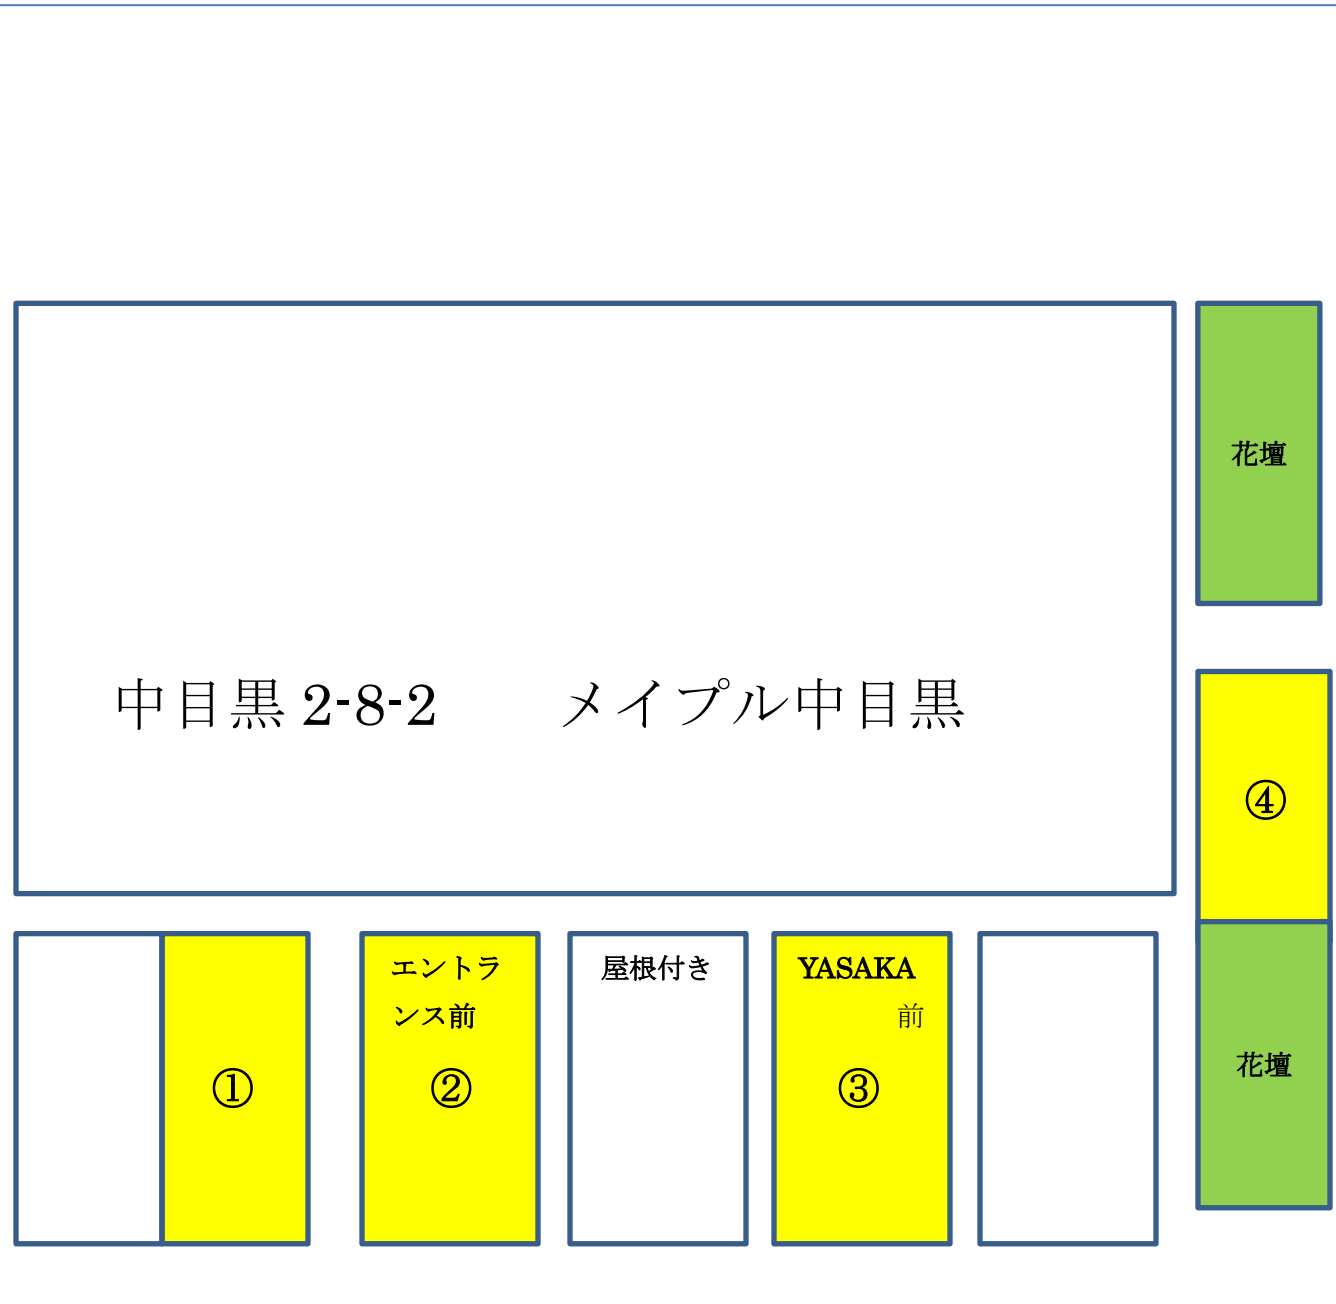 花壇
中目黒 2-8-2 メイプル中目黒
④
エントラ
ンス前
②
屋根付き
YASAKA
前
③
①
花壇